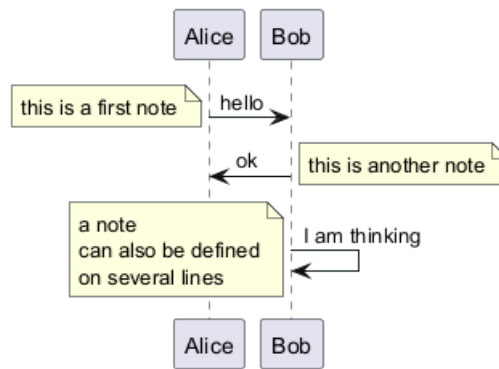 Alice Bob
this is a first note hello
ok this is another note
a note
can also be defined
on several lines
I am thinking
Alice Bob